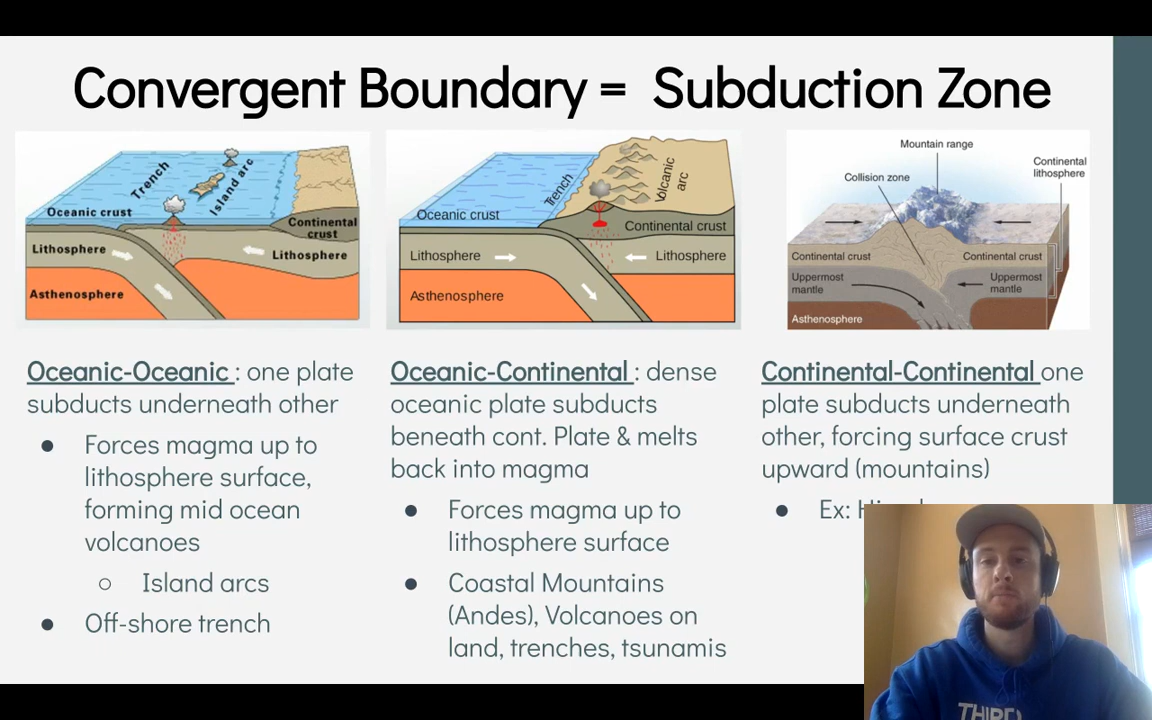 Convergent Boundary = Subduction Zone
Trench
Island arc
Oceanic crust
Continental
crust
Lithosphere
Lithosphere
Asthenosphere
Trench
Volcanic
arc
Oceanic crust
Continental crust
Lithosphere
Lithosphere
Asthenosphere
Mountain range
Collision zone
Continental
lithosphere
Continental crust
Continental crust
Uppermost
mantle
Uppermost
mantle
Asthenosphere
Oceanic-Oceanic : one plate
subducts underneath other
● Forces magma up to
lithosphere surface,
forming mid ocean
volcanoes
○ Island arcs
● Off-shore trench
Oceanic-Continental : dense
oceanic plate subducts
beneath cont. Plate & melts
back into magma
● Forces magma up to
lithosphere surface
● Coastal Mountains
(Andes), Volcanoes on
land, trenches, tsunamis
Continental-Continental one
plate subducts underneath
other, forcing surface crust
upward (mountains)
● Ex: